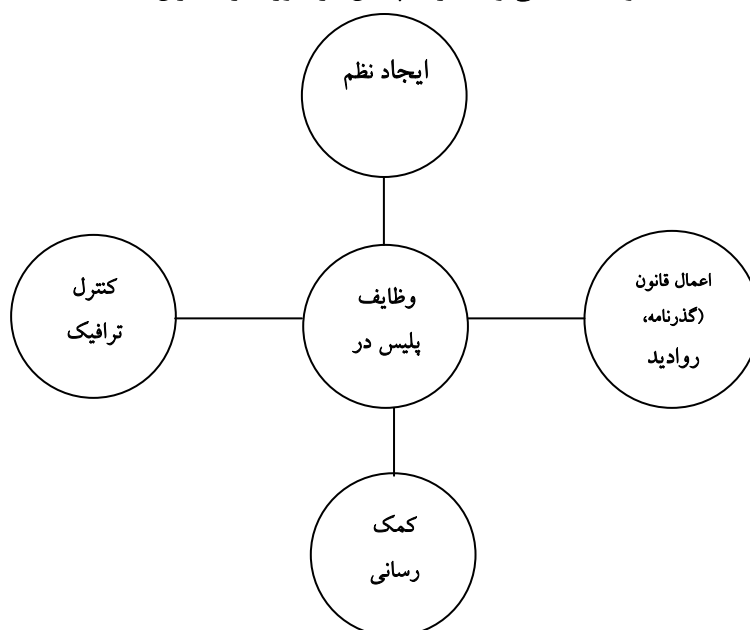 ایجاد نظم
اعمال قانون
(گذرنامه،
روادید
وظایف
پلیس در
کنترل
ترافیک
کمک
رسانی